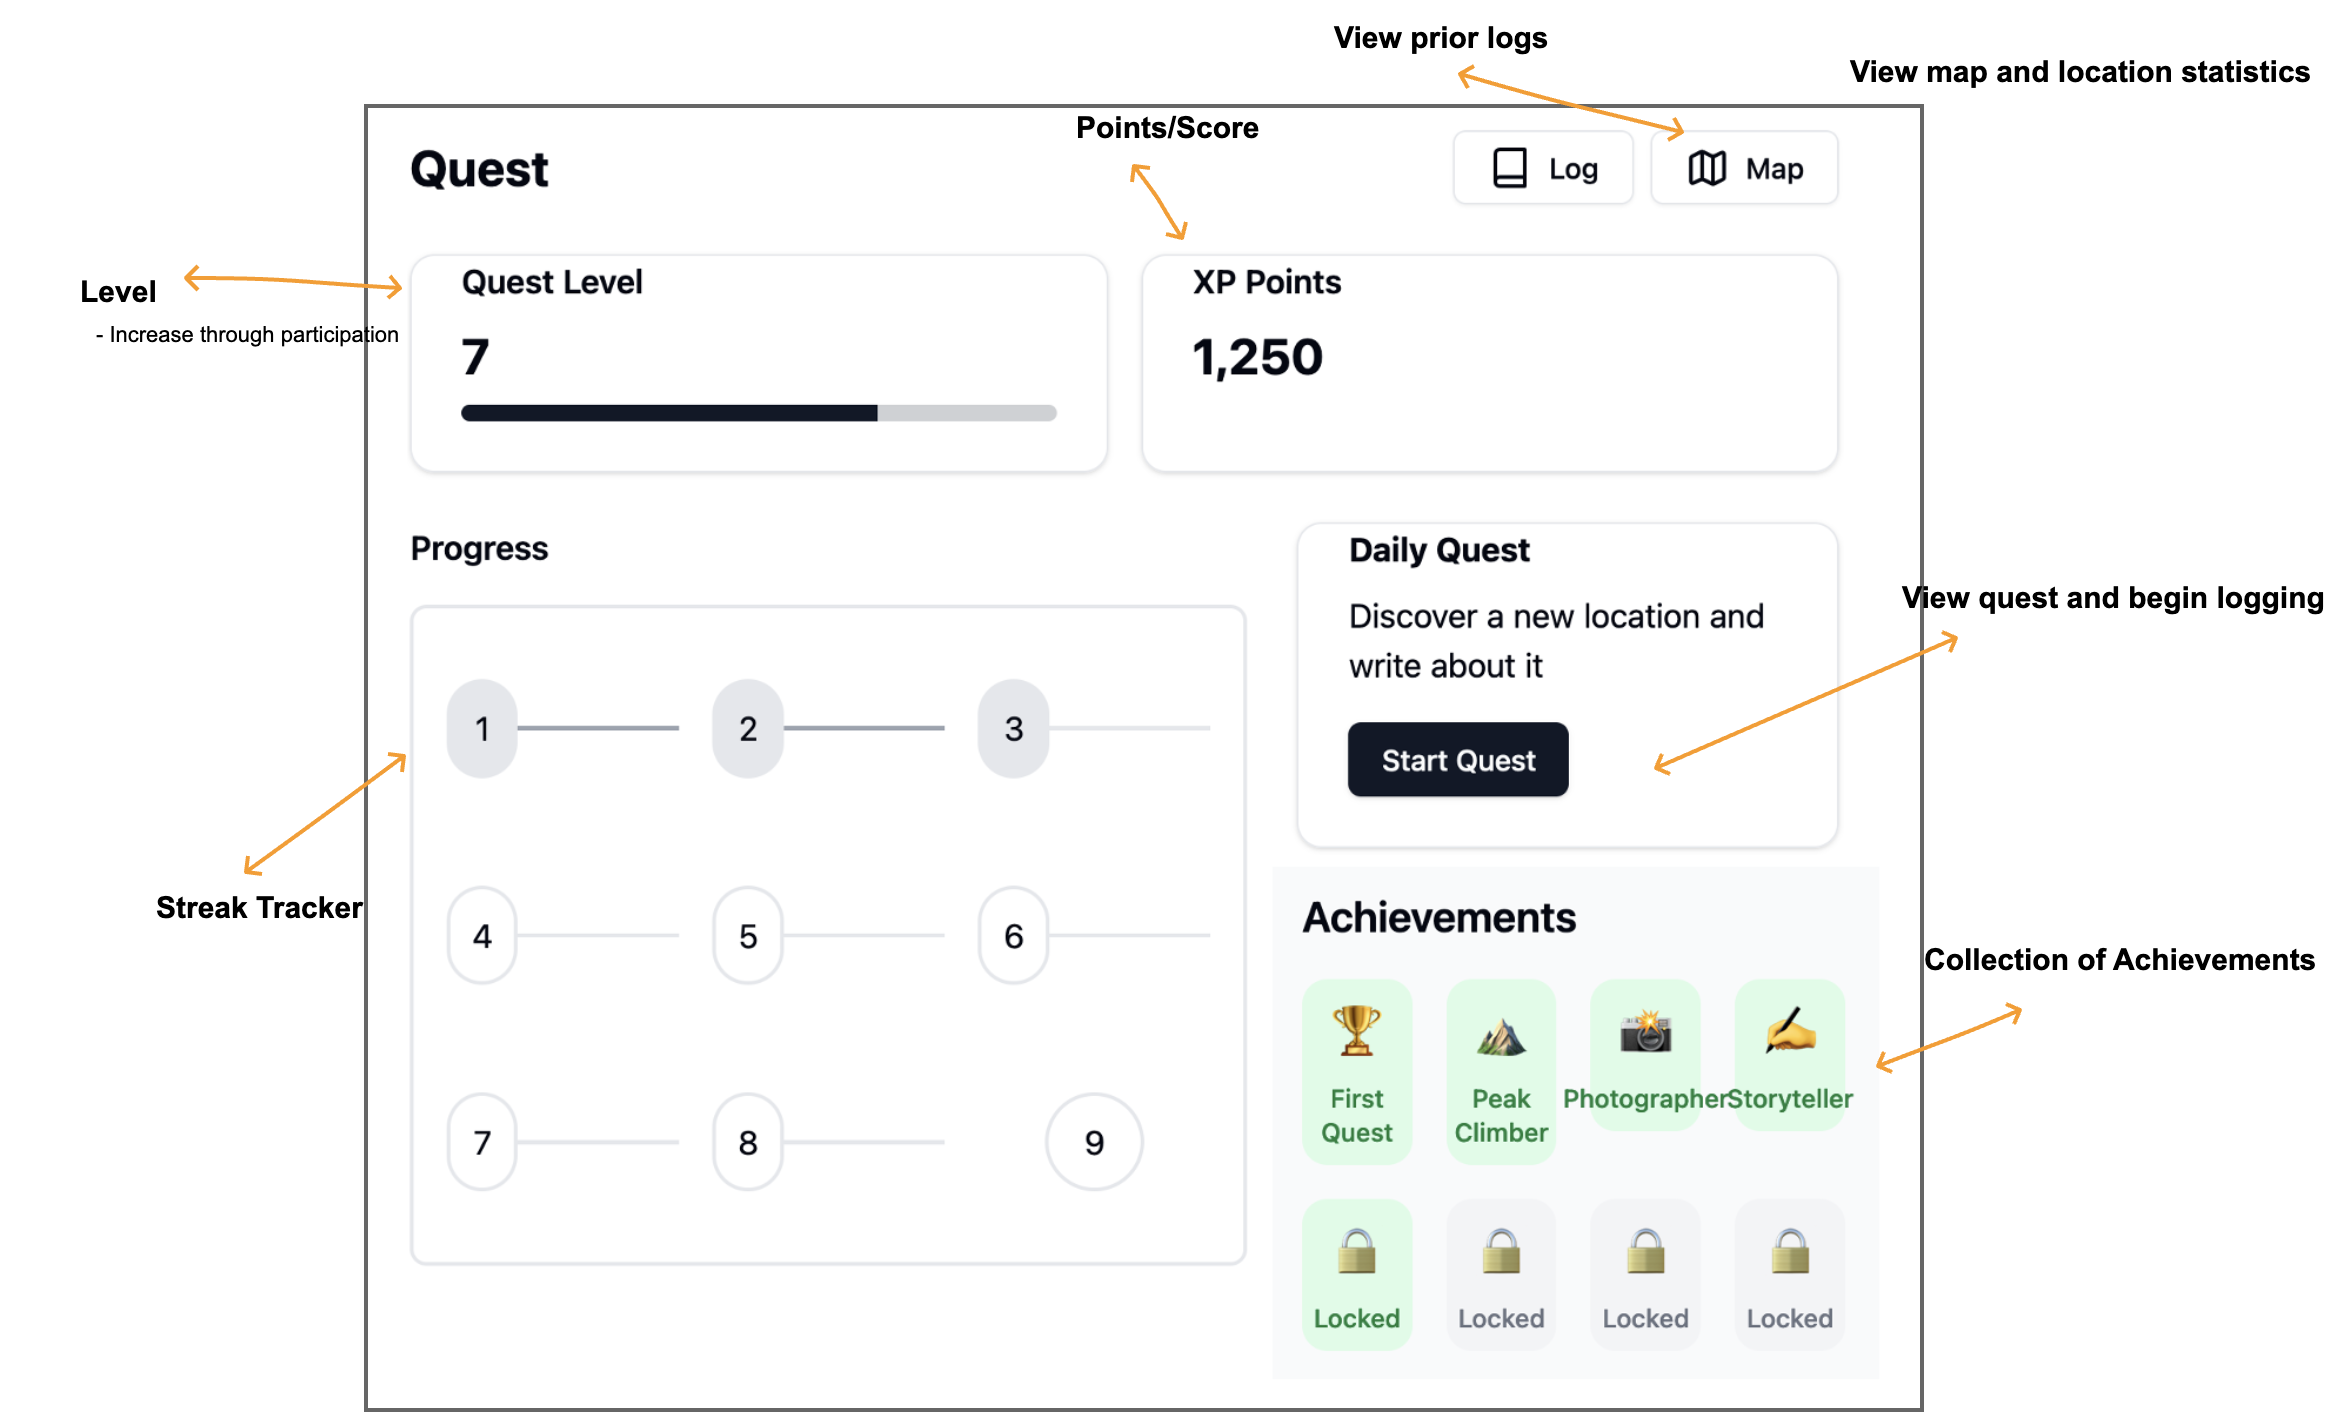 View prior logs
View map and location statistics
Points/Score
Quest
Log
Map
Level
- Increase through participation
Quest Level
7
XP Points
1,250
Progress
1
2
3
4
5
6
7
8
9
Streak Tracker
Daily Quest
Discover a new location and
write about it
Start Quest
View quest and begin logging
Achievements
Collection of Achievements
First
Quest
Peak
Climber
Photographer
Storyteller
Locked
Locked
Locked
Locked